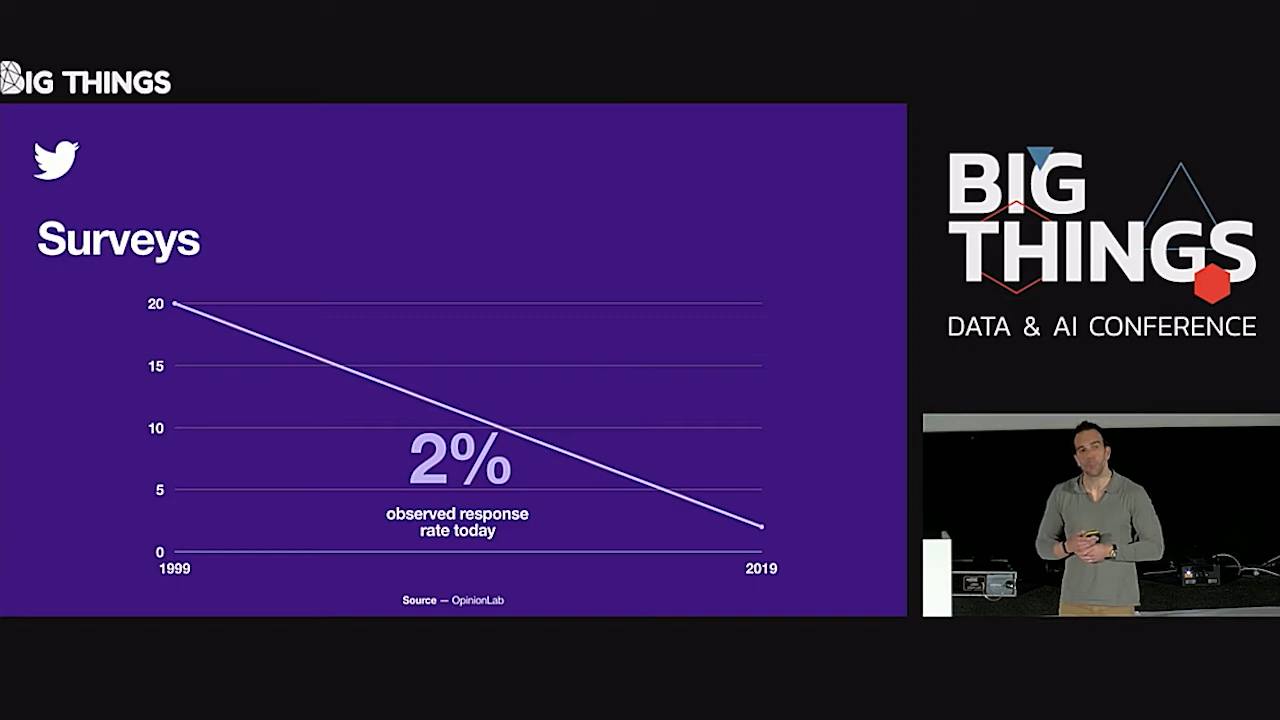 BIG THINGS
Surveys
20
15
10
5
0
2%
observed response
rate today
1999
2019
Source — OpinionLab
BIG
THINGS
DATA & AI CONFERENCE